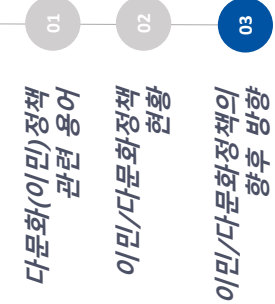 01
다문화(이민)정책
관련 용어
02
이민/다문화정책
현황
03
이민/다문화정책의
향후 방향